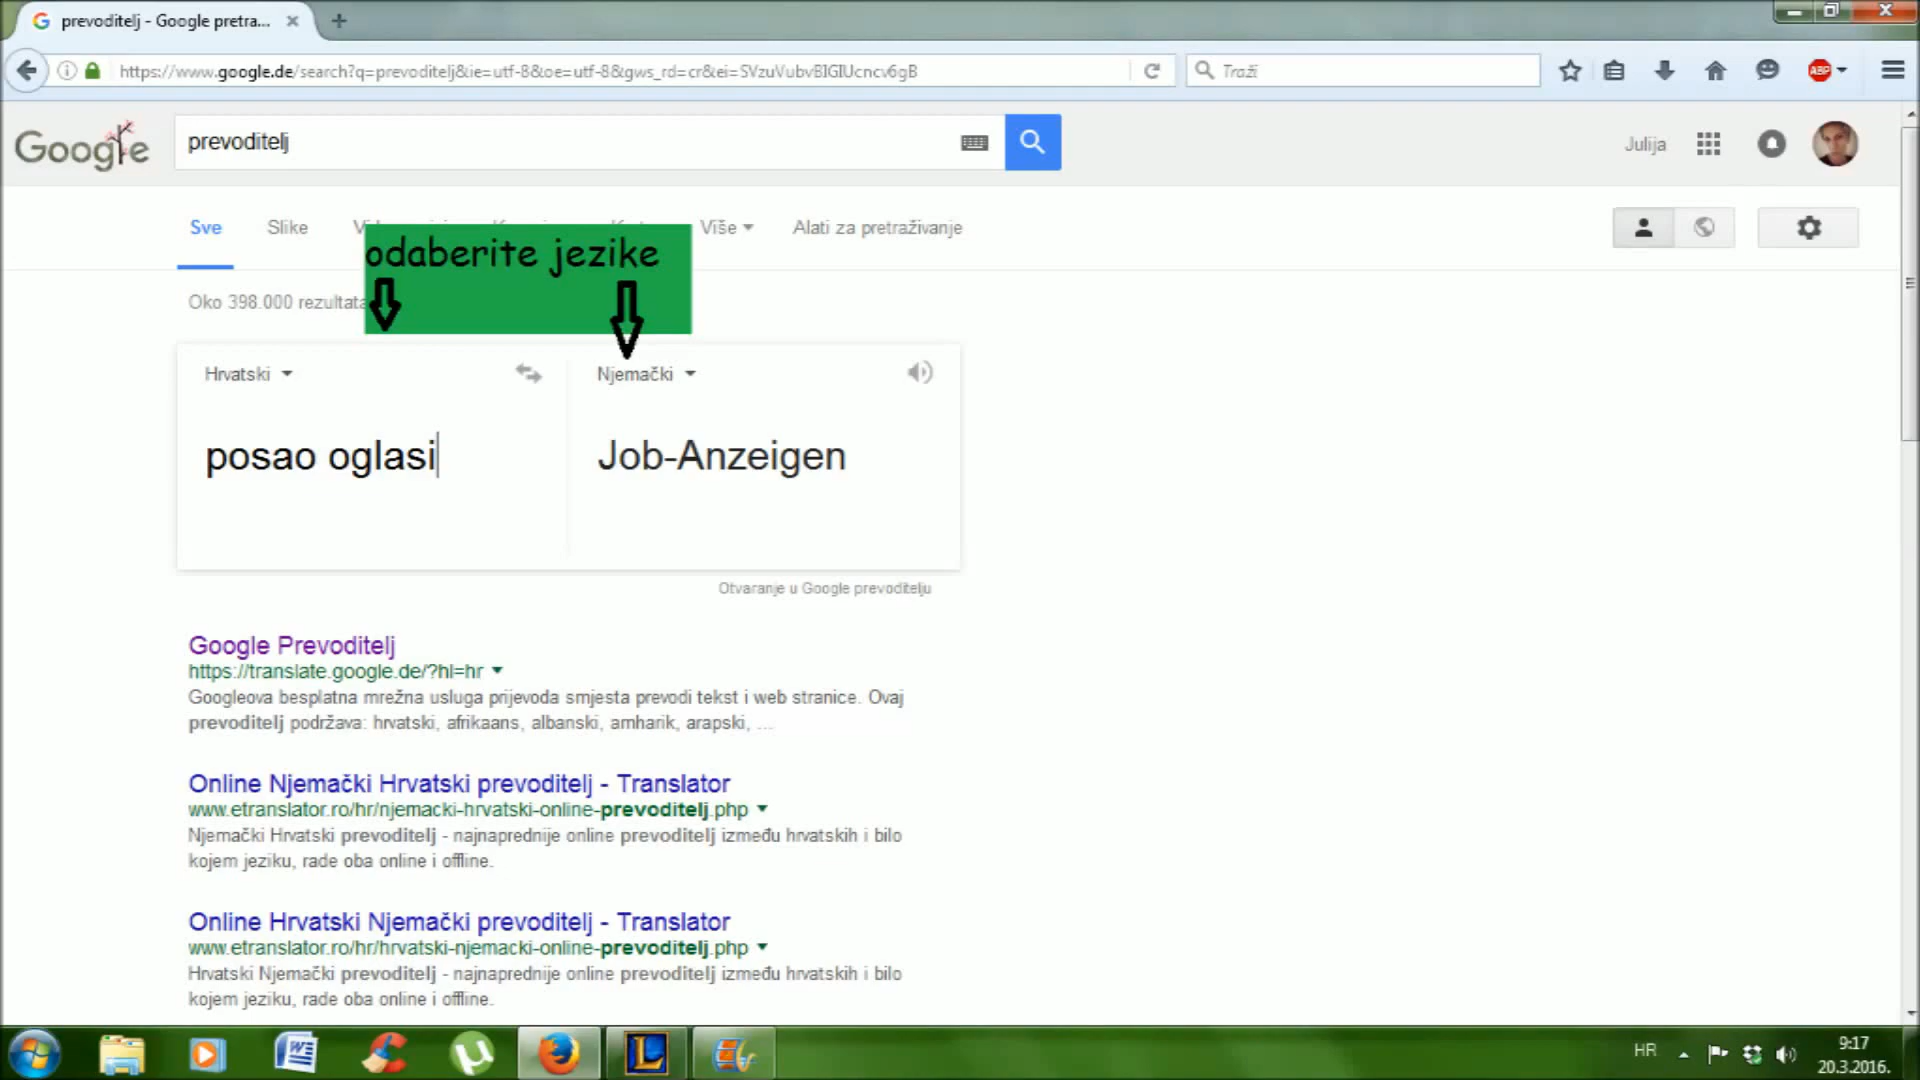 prevoditelj - Google pretra...
https://www.google.de/search?q=prevoditelj&ie=utf-8&oe=utf-8&gws_rd=cr&ei=SVzuVubvBIGIUcncv6gB
Traži
ABP
Google
prevoditelj
Julija
Sve
Slike
Više
Alati za pretraživanje
odaberite jezike
Oko 398.000 rezultata
Hrvatski
Njemački
posao oglasi
Job-Anzeigen
Otvaranje u Google prevoditelju
Google Prevoditelj
https://translate.google.de/?hl=hr
Googleova besplatna mrežna usluga prijevoda smjesta prevodi tekst i web stranice. Ovaj
prevoditelj podržava: hrvatski, afrikaans, albanski, amharik, arapski, ...
Online Njemački Hrvatski prevoditelj - Translator
www.etranslator.ro/hr/njemacki-hrvatski-online-prevoditelj.php
Njemački Hrvatski prevoditelj - najnaprednije online prevoditelj između hrvatskih i bilo
kojem jeziku, rade oba online i offline.
Online Hrvatski Njemački prevoditelj - Translator
www.etranslator.ro/hr/hrvatski-njemacki-online-prevoditelj.php
Hrvatski Njemački prevoditelj - najnaprednije online prevoditelj između hrvatskih i bilo
kojem jeziku, rade oba online i offline.
HR
9:17
20.3.2016.